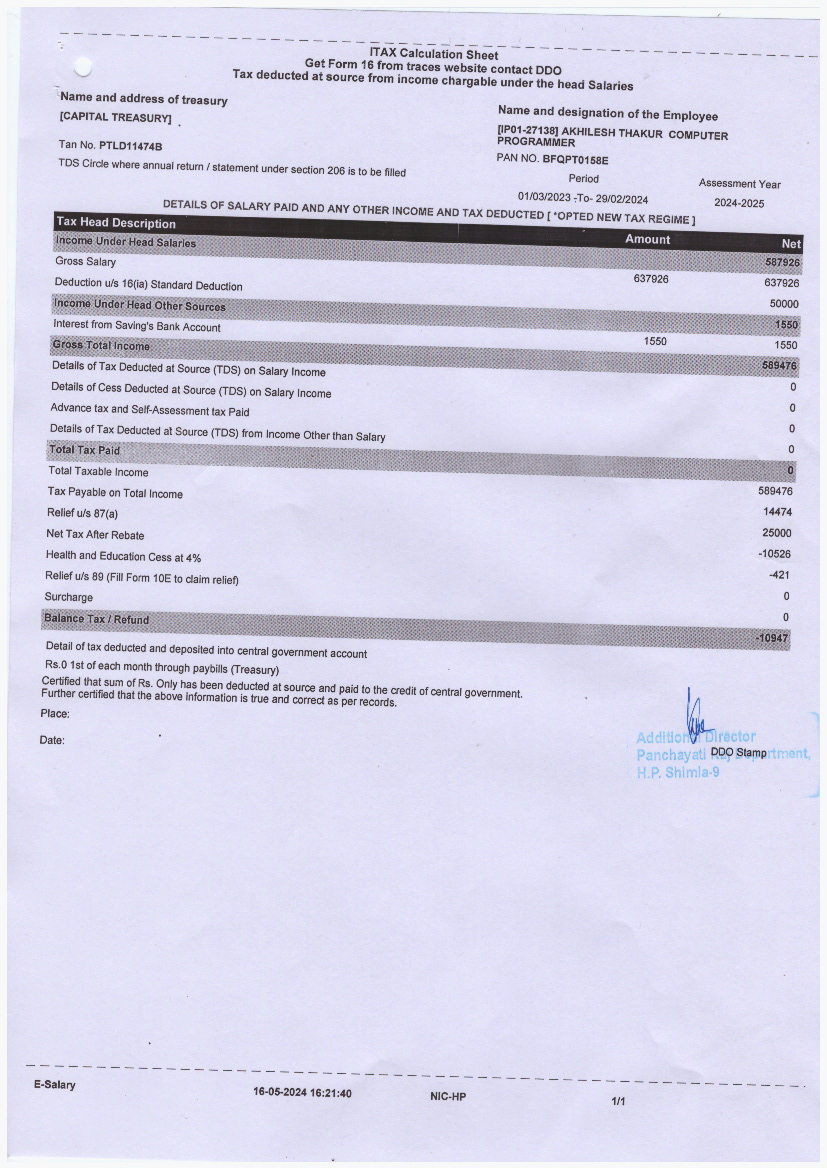 ITAX Calculation Sheet
Get Form 16 from traces website contact DDO
Tax deducted at source from income chargable under the head Salaries
Name and address of treasury
[CAPITAL TREASURY]
Tan No. PTLD11474B
TDS Circle where annual return / statement under section 206 is to be filled
Name and designation of the Employee
[IP01-27138] AKHILESH THAKUR COMPUTER
PROGRAMMER
PAN NO. BFQPT0158E
Period Assessment Year
01/03/2023 -To- 29/02/2024 2024-2025
DETAILS OF SALARY PAID AND ANY OTHER INCOME AND TAX DEDUCTED [ *OPTED NEW TAX REGIME ]
Tax Head Description Amount Net
Income Under Head Salaries 587926
Gross Salary 637926 637926
Deduction u/s 16(ia) Standard Deduction 50000
Income Under Head Other Sources 1550
Interest from Saving's Bank Account 1550 1550
Gross Total Income 589476
Details of Tax Deducted at Source (TDS) on Salary Income 0
Details of Cess Deducted at Source (TDS) on Salary Income 0
Advance tax and Self-Assessment tax Paid 0
Details of Tax Deducted at Source (TDS) from Income Other than Salary 0
Total Tax Paid 0
Total Taxable Income 589476
Tax Payable on Total Income 14474
Relief u/s 87(a) 25000
Net Tax After Rebate -10526
Health and Education Cess at 4% -421
Relief u/s 89 (Fill Form 10E to claim relief) 0
Surcharge 0
Balance Tax / Refund -10947
Detail of tax deducted and deposited into central government account
Rs.0 1st of each month through paybills (Treasury)
Certified that sum of Rs. Only has been deducted at source and paid to the credit of central government.
Further certified that the above information is true and correct as per records.
Place:
Date:
Director
Panchayati
DDO Stamp
H.P. Shimla-9
E-Salary 16-05-2024 16:21:40 NIC-HP 1/1